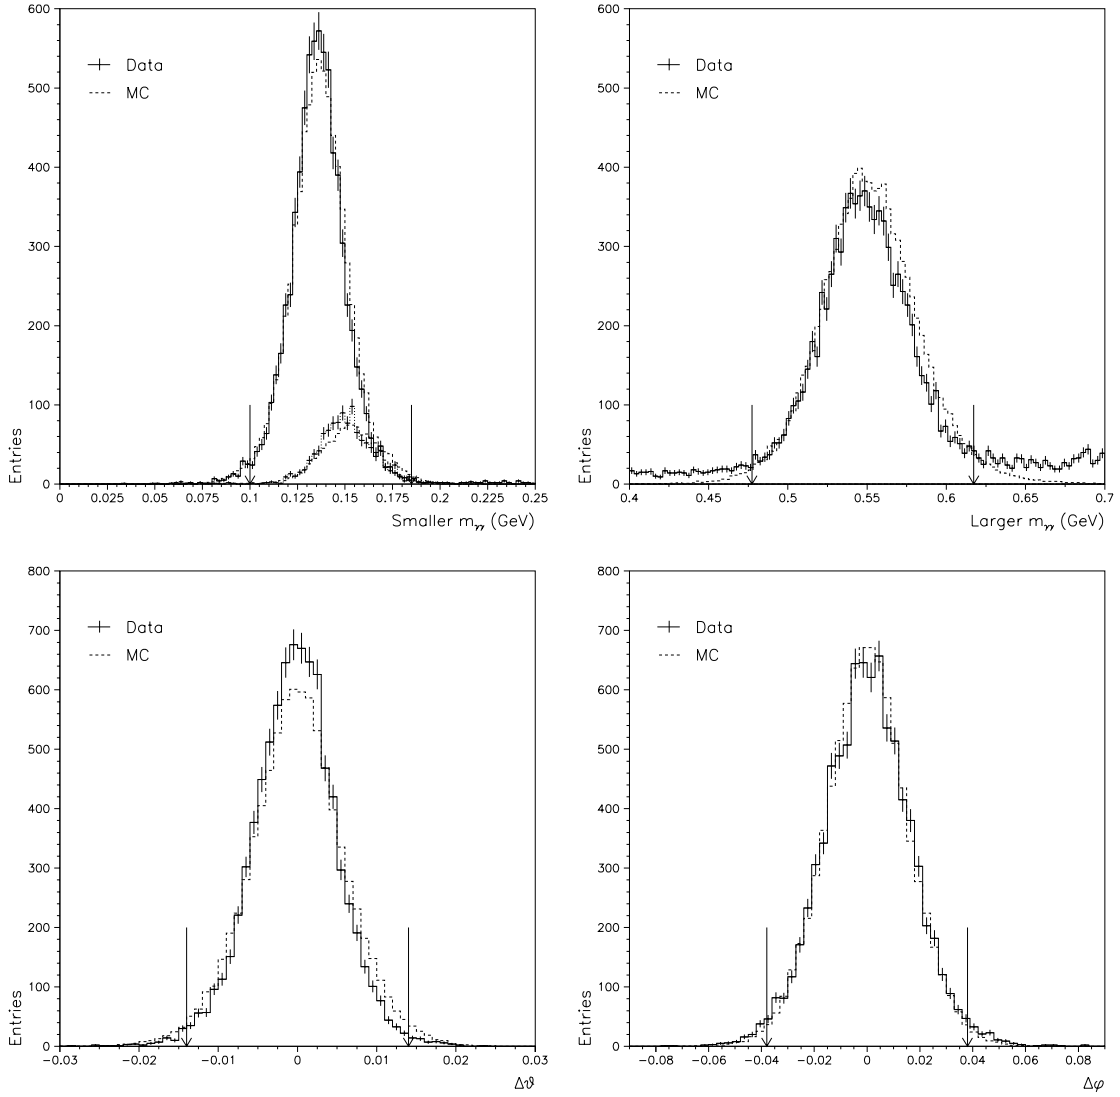 600
500
400
300
200
100
0
Entries
Data
MC
0 0.025 0.05 0.075 0.1 0.125 0.15 0.175 0.2 0.225 0.25
Smaller mγγ (GeV)
600
500
400
300
200
100
0
Entries
Data
MC
0.4 0.45 0.5 0.55 0.6 0.65 0.7
Larger mγγ (GeV)
800
700
600
500
400
300
200
100
0
Entries
Data
MC
−0.03 −0.02 −0.01 0 0.01 0.02 0.03
Δϑ
800
700
600
500
400
300
200
100
0
Entries
Data
MC
−0.08 −0.06 −0.04 −0.02 0 0.02 0.04 0.06 0.08
Δφ